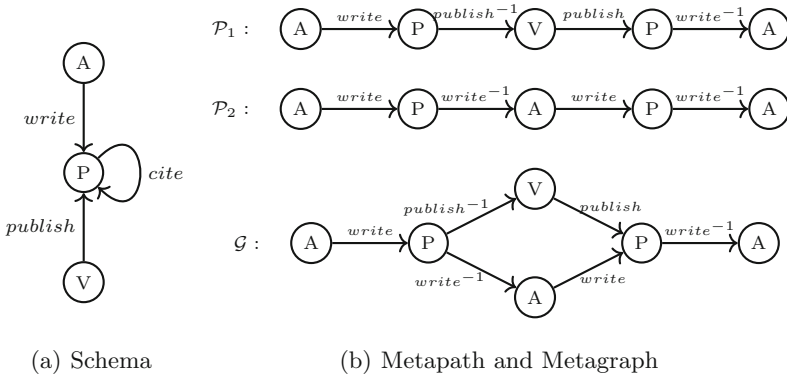 A
write
P
cite
publish
V
(a) Schema
𝒫₁ :
A write P publish⁻¹ V publish P write⁻¹ A
𝒫₂ :
A write P write⁻¹ A write P write⁻¹ A
𝒢 :
A write P publish⁻¹ V publish P write⁻¹ A
write⁻¹ A write
(b) Metapath and Metagraph